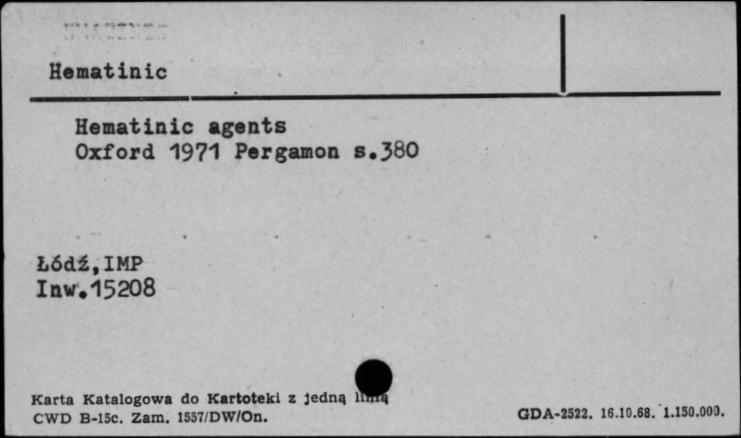 Hematinic
Hematinic agents
Oxford 1971 Pergamon s.380
Łódź,IMP
Inw.15208
Karta Katalogowa do Kartoteki z jedną linią
CWD B-15c. Zam. 1557/DW/On.
GDA-2522. 16.10.68. 1.150.000.